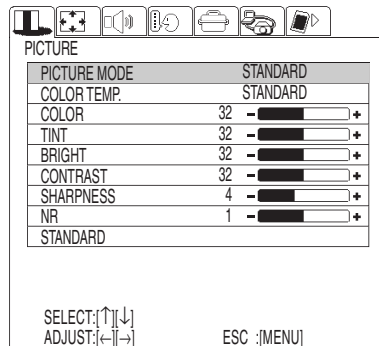 PICTURE
PICTURE MODE STANDARD
COLOR TEMP. STANDARD
COLOR 32 - +
TINT 32 - +
BRIGHT 32 - +
CONTRAST 32 - +
SHARPNESS 4 - +
NR 1 - +
STANDARD
SELECT:[↑][↓]
ADJUST:[←][→] ESC :[MENU]